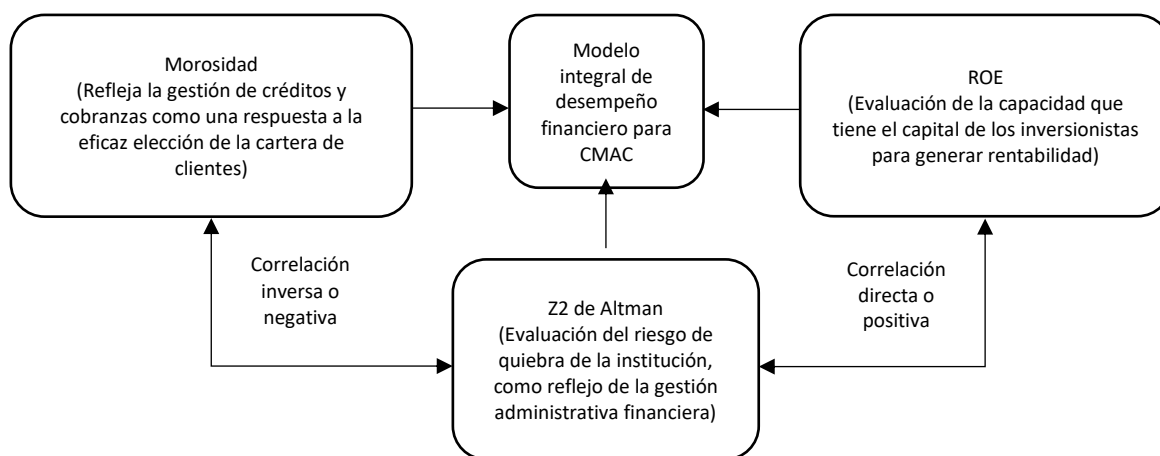 Morosidad
(Refleja la gestión de créditos y
cobranzas como una respuesta a la
eficaz elección de la cartera de
clientes)
Modelo
integral de
desempeño
financiero para
CMAC
ROE
(Evaluación de la capacidad que
tiene el capital de los inversionistas
para generar rentabilidad)
Correlación
inversa o
negativa
Z2 de Altman
(Evaluación del riesgo de
quiebra de la institución,
como reflejo de la gestión
administrativa financiera)
Correlación
directa o
positiva